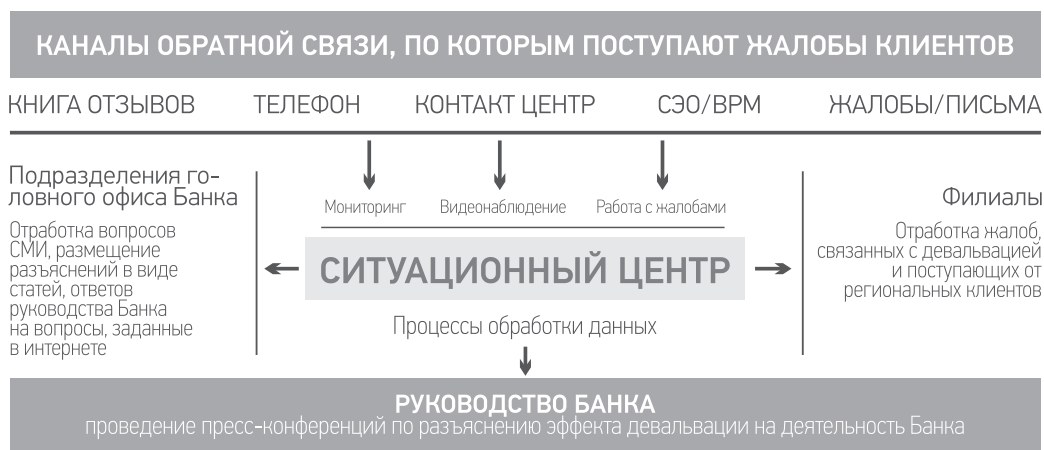 КАНАЛЫ ОБРАТНОЙ СВЯЗИ, ПО КОТОРЫМ ПОСТУПАЮТ ЖАЛОБЫ КЛИЕНТОВ
КНИГА ОТЗЫВОВ ТЕЛЕФОН КОНТАКТ ЦЕНТР СЭО/ВРМ ЖАЛОБЫ/ПИСЬМА
Подразделения го-
ловного офиса Банка
Отработка вопросов
СМИ, размещение
разъяснений в виде
статей, ответов
руководства Банка
на вопросы, заданные
в интернете
Мониторинг Видеонаблюдение Работа с жалобами
СИТУАЦИОННЫЙ ЦЕНТР
Процессы обработки данных
Филиалы
Отработка жалоб,
связанных с девальвацией
и поступающих от
региональных клиентов
РУКОВОДСТВО БАНКА
проведение пресс-конференций по разъяснению эффекта девальвации на деятельность Банка